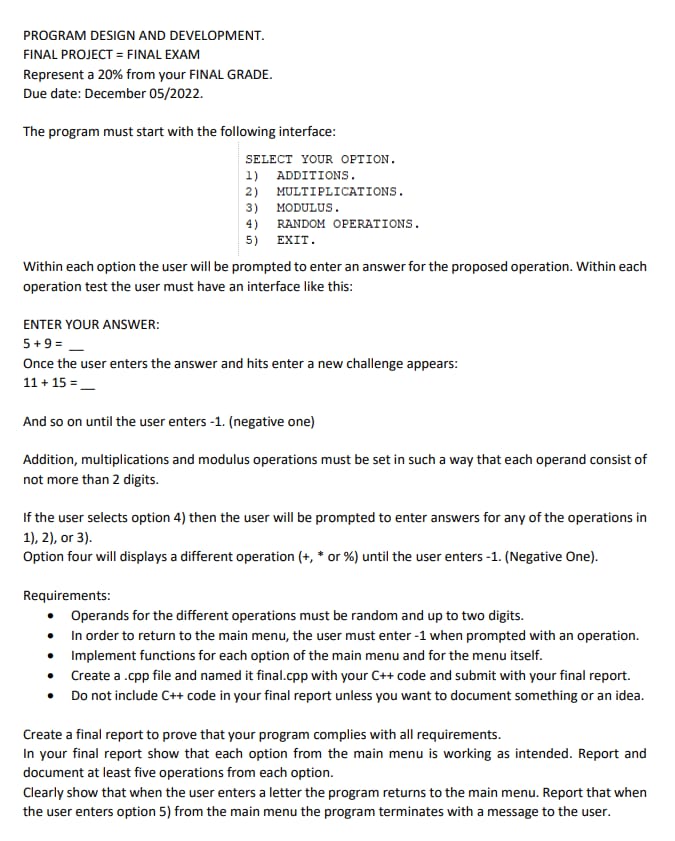 PROGRAM DESIGN AND DEVELOPMENT.
FINAL PROJECT = FINAL EXAM
Represent a 20% from your FINAL GRADE.
Due date: December 05/2022.
The program must start with the following interface:
SELECT YOUR OPTION.
1) ADDITIONS.
2) MULTIPLICATIONS.
3) MODULUS.
4) RANDOM OPERATIONS.
5) EXIT.
Within each option the user will be prompted to enter an answer for the proposed operation. Within each
operation test the user must have an interface like this:
ENTER YOUR ANSWER:
5 + 9 = __
Once the user enters the answer and hits enter a new challenge appears:
11 + 15 = __
And so on until the user enters -1. (negative one)
Addition, multiplications and modulus operations must be set in such a way that each operand consist of
not more than 2 digits.
If the user selects option 4) then the user will be prompted to enter answers for any of the operations in
1), 2), or 3).
Option four will displays a different operation (+, * or %) until the user enters -1. (Negative One).
Requirements:
• Operands for the different operations must be random and up to two digits.
• In order to return to the main menu, the user must enter -1 when prompted with an operation.
• Implement functions for each option of the main menu and for the menu itself.
• Create a .cpp file and named it final.cpp with your C++ code and submit with your final report.
• Do not include C++ code in your final report unless you want to document something or an idea.
Create a final report to prove that your program complies with all requirements.
In your final report show that each option from the main menu is working as intended. Report and
document at least five operations from each option.
Clearly show that when the user enters a letter the program returns to the main menu. Report that when
the user enters option 5) from the main menu the program terminates with a message to the user.